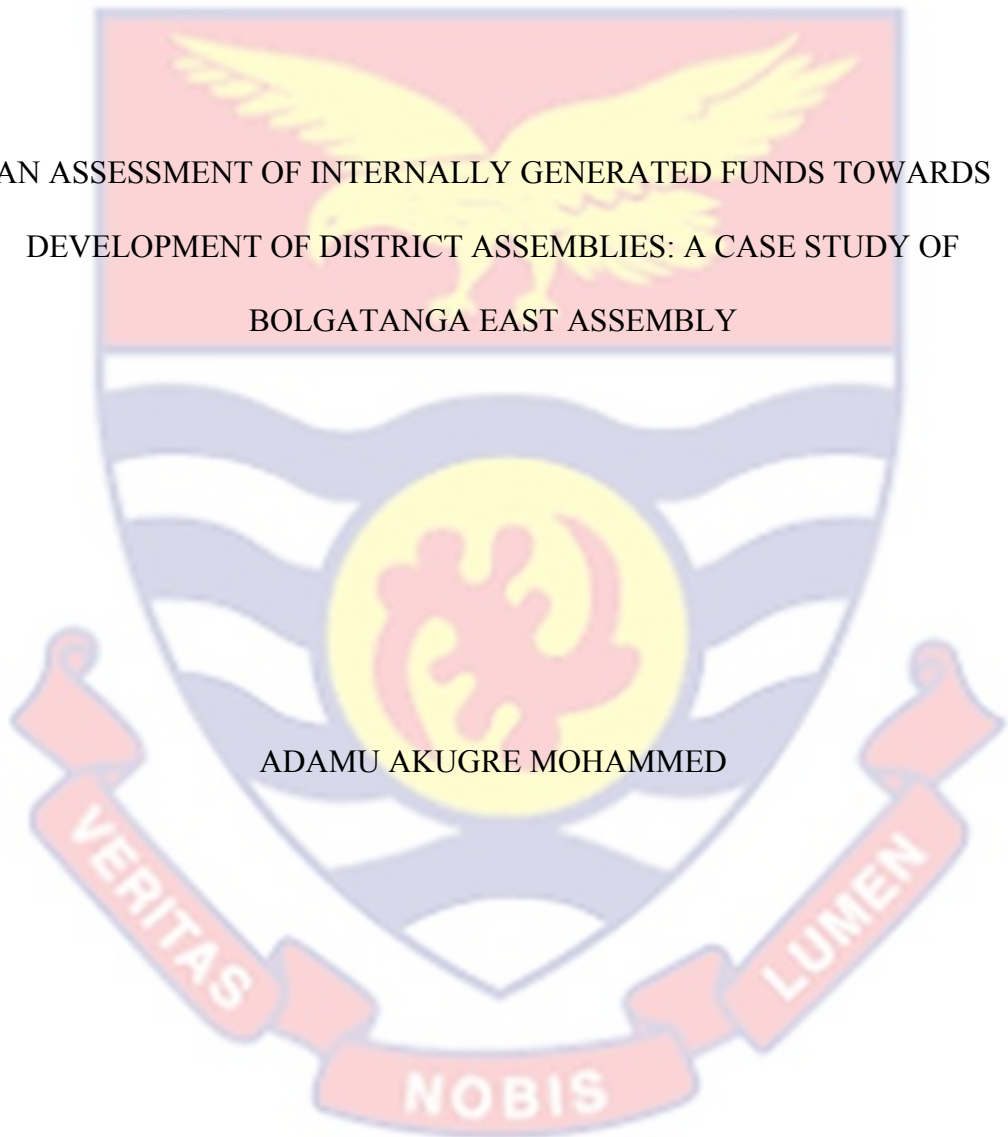 AN ASSESSMENT OF INTERNALLY GENERATED FUNDS TOWARDS
DEVELOPMENT OF DISTRICT ASSEMBLIES: A CASE STUDY OF
BOLGATANGA EAST ASSEMBLY
ADAMU AKUGRE MOHAMMED
VERITAS
NOBIS
LUMEN